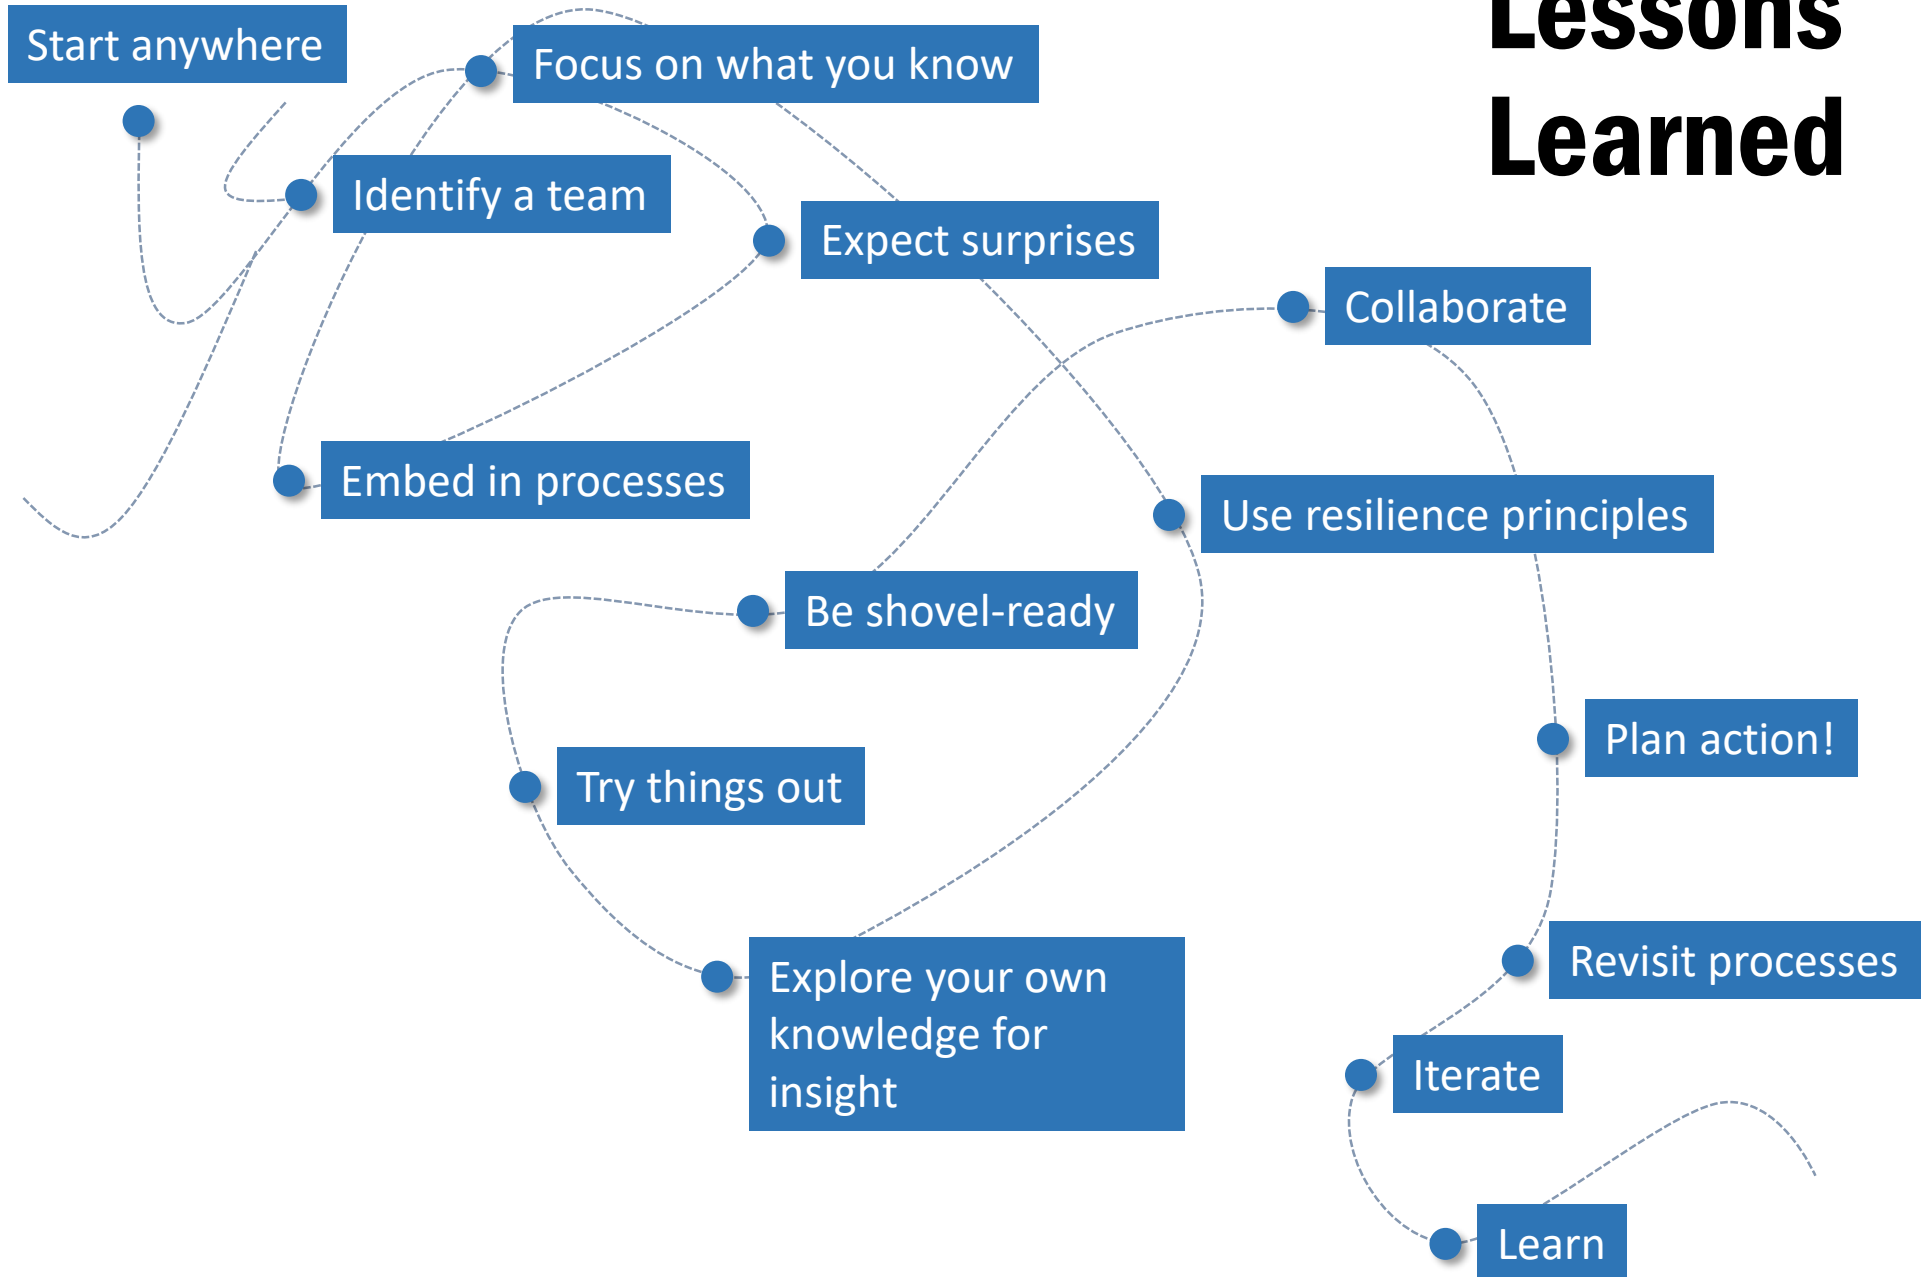 Lessons
Learned
Start anywhere
Focus on what you know
Identify a team
Expect surprises
Collaborate
Embed in processes
Use resilience principles
Be shovel-ready
Plan action!
Try things out
Explore your own
knowledge for
insight
Revisit processes
Iterate
Learn